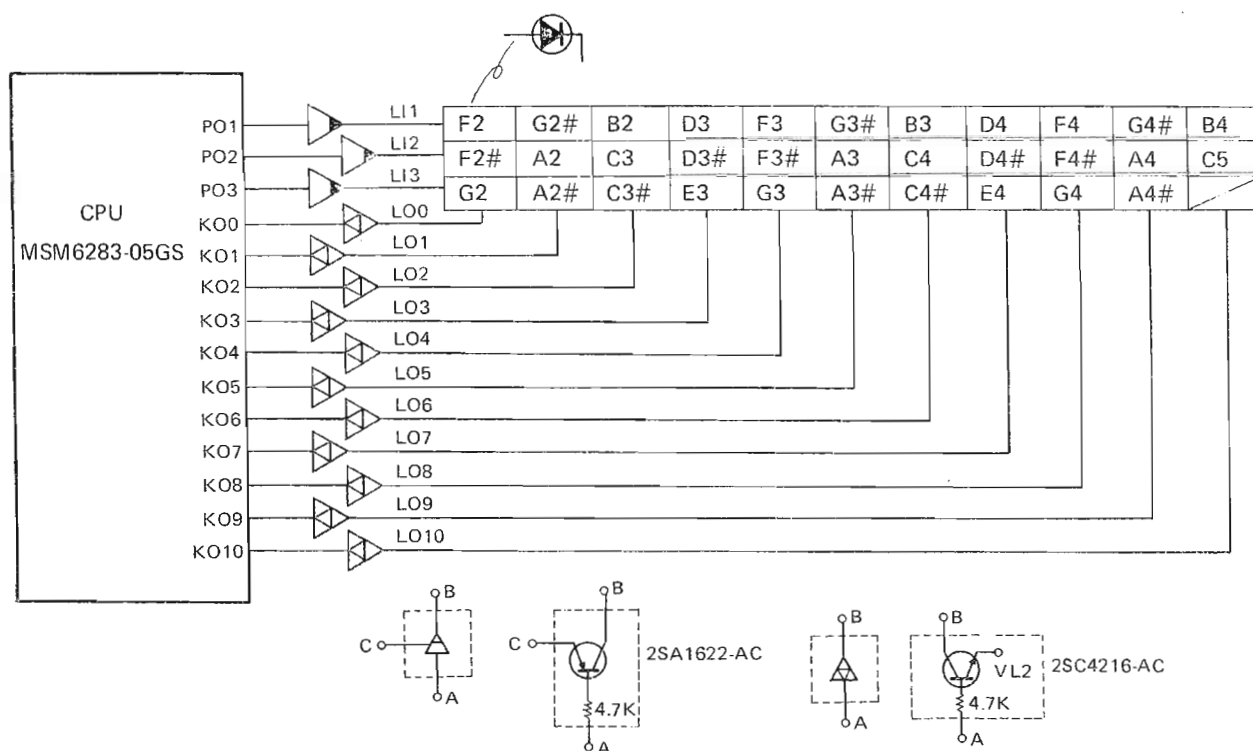 CPU
MSM6283-05GS
PO1
PO2
PO3
KO0
KO1
KO2
KO3
KO4
KO5
KO6
KO7
KO8
KO9
KO10
LI1
LI2
LI3
LO0
LO1
LO2
LO3
LO4
LO5
LO6
LO7
LO8
LO9
LO10
F2 G2# B2 D3 F3 G3# B3 D4 F4 G4# B4
F2# A2 C3 D3# F3# A3 C4 D4# F4# A4 C5
G2 A2# C3# E3 G3 A3# C4# E4 G4 A4#
B
C
A
B
C
2SA1622-AC
4.7K
A
B
A
B
VL2
2SC4216-AC
4.7K
A